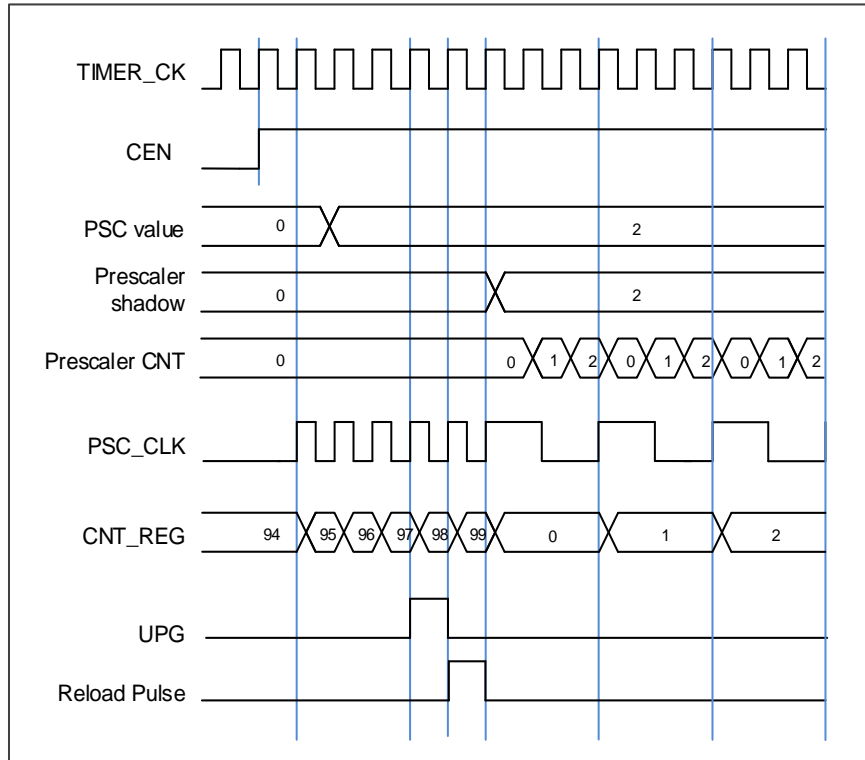 TIMER_CK
CEN
PSC value 0 2
Prescaler
shadow 0 2
Prescaler CNT 0 0 1 2 0 1 2 0 1 2
PSC_CLK
CNT_REG 94 95 96 97 98 99 0 1 2
UPG
Reload Pulse